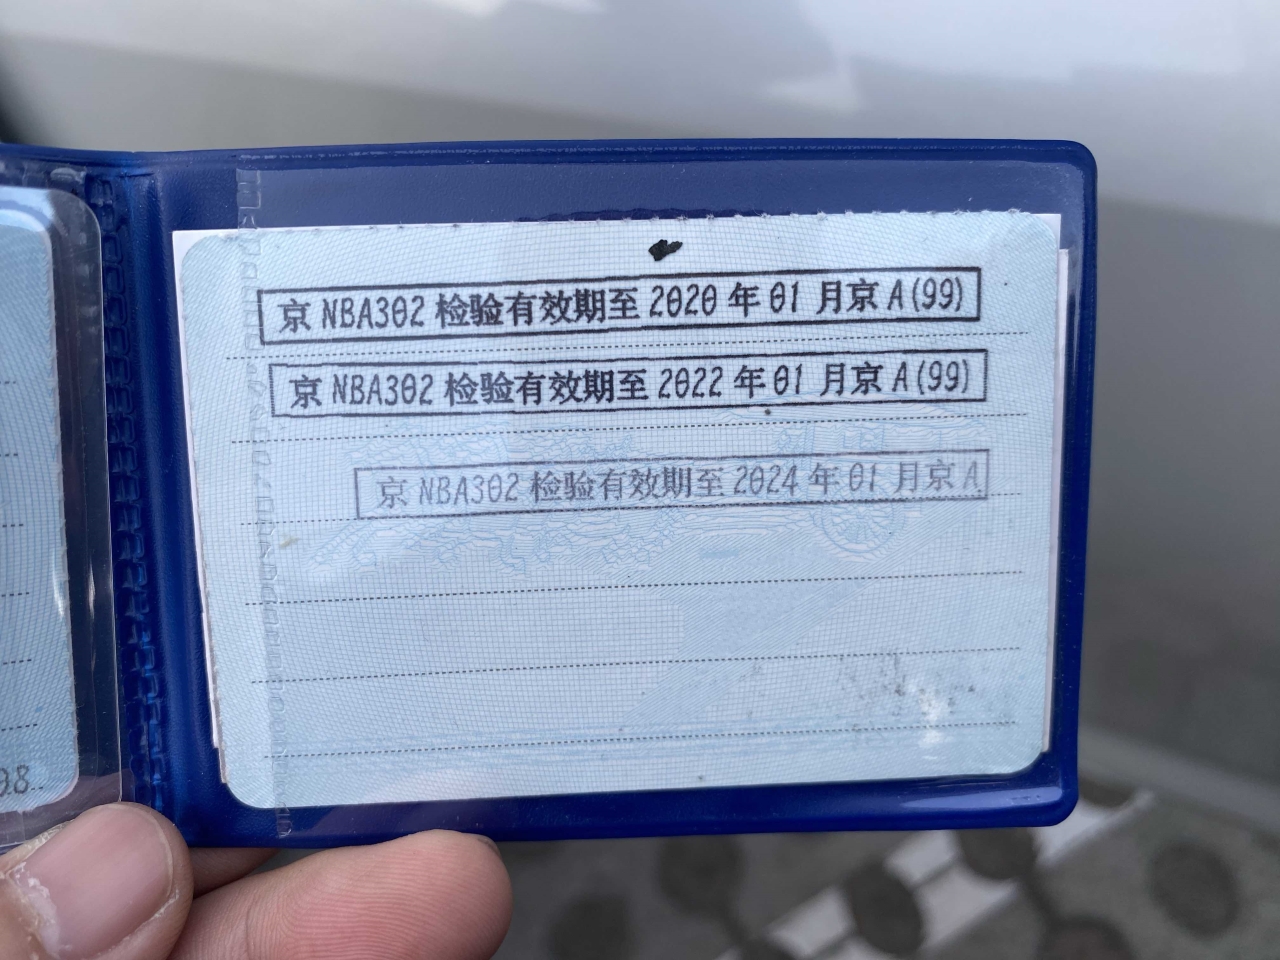 京 NBA302 检验有效期至 2020 年 01 月京 A(99)
京 NBA302 检验有效期至 2022 年 01 月京 A(99)
京 NBA302 检验有效期至 2024 年 01 月京 A
08